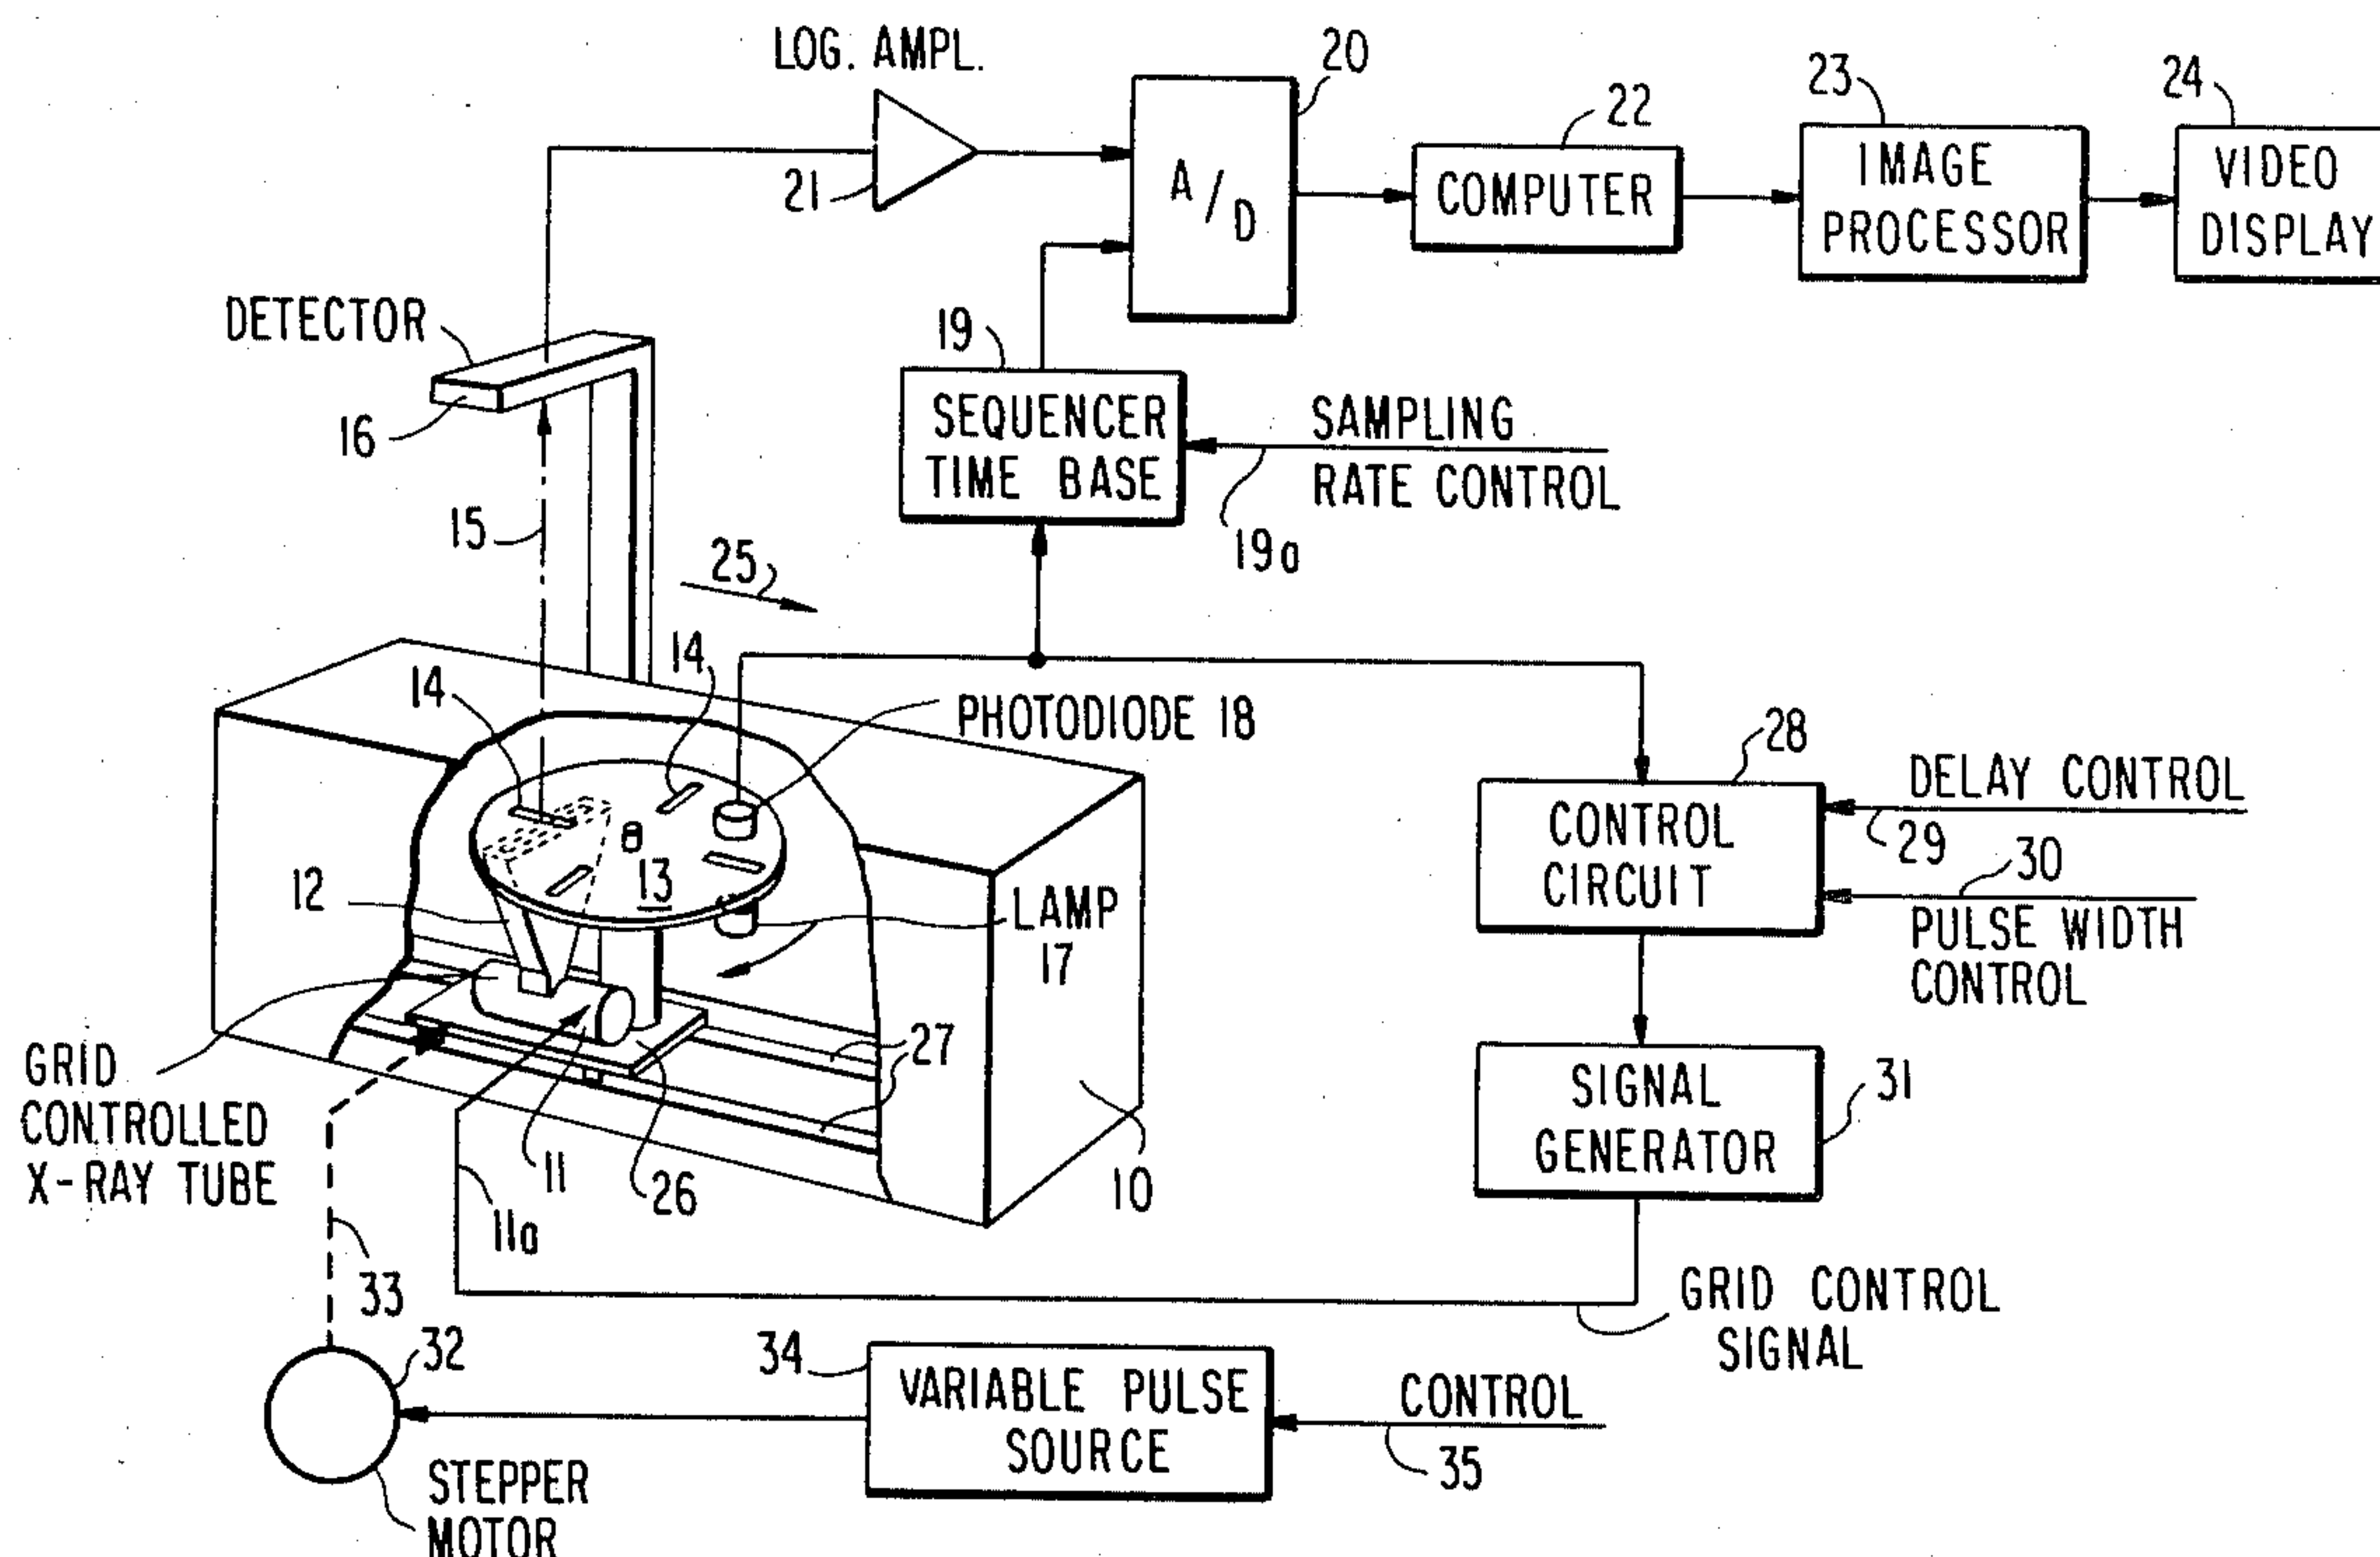 LOG. AMPL.
21
20
A/D
22
COMPUTER
23
IMAGE
PROCESSOR
24
VIDEO
DISPLAY
DETECTOR
16
15
19
SEQUENCER
TIME BASE
SAMPLING
RATE CONTROL
19a
25
14
14
PHOTODIODE 18
12
13
LAMP
17
28
CONTROL
CIRCUIT
DELAY CONTROL
29
30
PULSE WIDTH
CONTROL
GRID
CONTROLLED
X-RAY TUBE
27
11
26
10
11a
SIGNAL
GENERATOR
31
33
GRID CONTROL
SIGNAL
32
STEPPER
MOTOR
34
VARIABLE PULSE
SOURCE
CONTROL
35